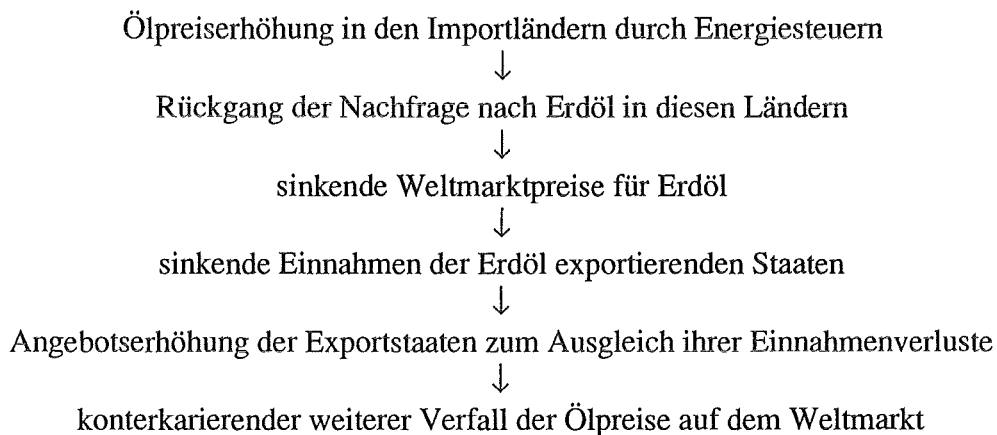 Ölpreiserhöhung in den Importländern durch Energiesteuern
↓
Rückgang der Nachfrage nach Erdöl in diesen Ländern
↓
sinkende Weltmarktpreise für Erdöl
↓
sinkende Einnahmen der Erdöl exportierenden Staaten
↓
Angebotserhöhung der Exportstaaten zum Ausgleich ihrer Einnahmenverluste
↓
konterkarierender weiterer Verfall der Ölpreise auf dem Weltmarkt